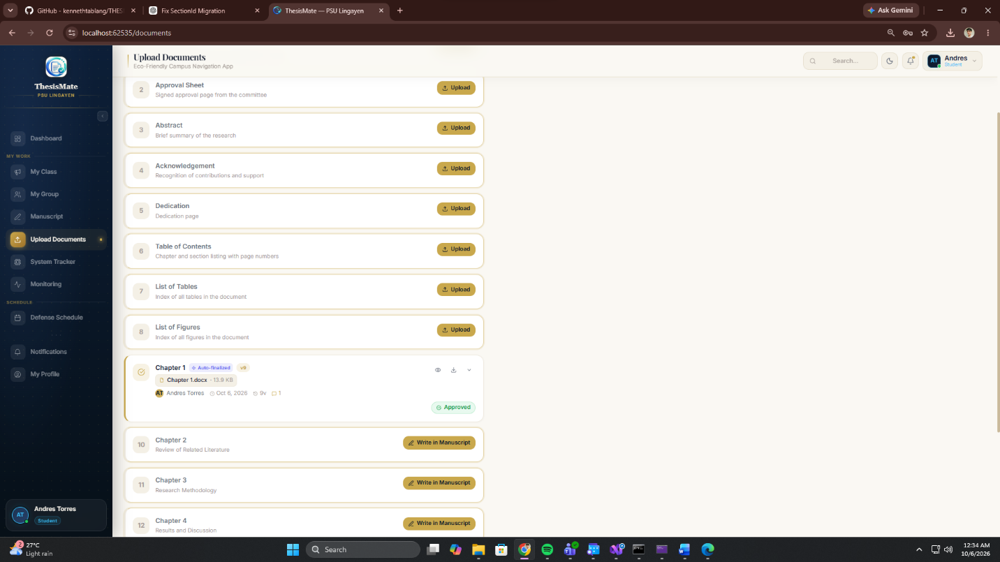 GitHub - kennethtablang/THES
Fix SectionId Migration
ThesisMate — PSU Lingayen
Ask Gemini
localhost:62535/documents
ThesisMate
PSU LINGAYEN
Dashboard
MY WORK
My Class
My Group
Manuscript
Upload Documents
System Tracker
Monitoring
SCHEDULE
Defense Schedule
Notifications
My Profile
AT
Andres Torres
Student
Upload Documents
Eco-Friendly Campus Navigation App
Search...
AT
Andres
Student
2
Approval Sheet
Signed approval page from the committee
Upload
3
Abstract
Brief summary of the research
Upload
4
Acknowledgement
Recognition of contributions and support
Upload
5
Dedication
Dedication page
Upload
6
Table of Contents
Chapter and section listing with page numbers
Upload
7
List of Tables
Index of all tables in the document
Upload
8
List of Figures
Index of all figures in the document
Upload
Chapter 1 Auto-finalized v9
Chapter 1.docx · 13.9 KB
AT Andres Torres Oct 6, 2026 9v 1
Approved
10
Chapter 2
Review of Related Literature
Write in Manuscript
11
Chapter 3
Research Methodology
Write in Manuscript
12
Chapter 4
Results and Discussion
Write in Manuscript
2
27°C
Light rain
Search
12:34 AM
10/6/2026